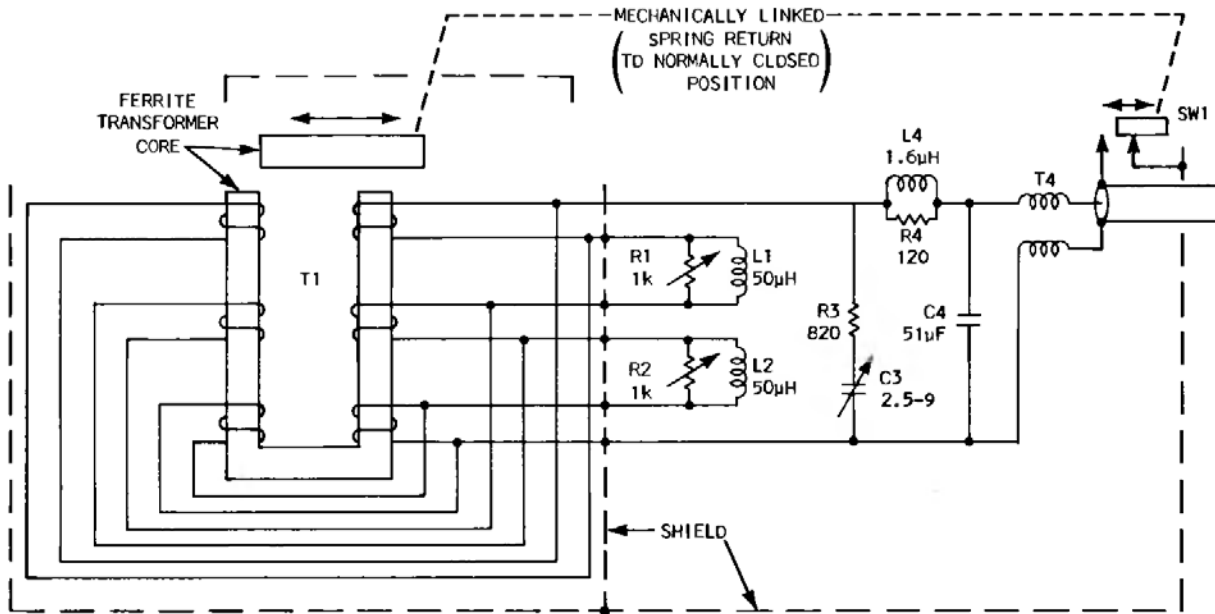 MECHANICALLY LINKED
SPRING RETURN
TO NORMALLY CLOSED
POSITION
FERRITE
TRANSFORMER
CORE
SW1
L4
1.6µH
T4
R4
120
T1
R1
1k
L1
50µH
R3
820
C4
51µF
R2
1k
L2
50µH
C3
2.5-9
SHIELD